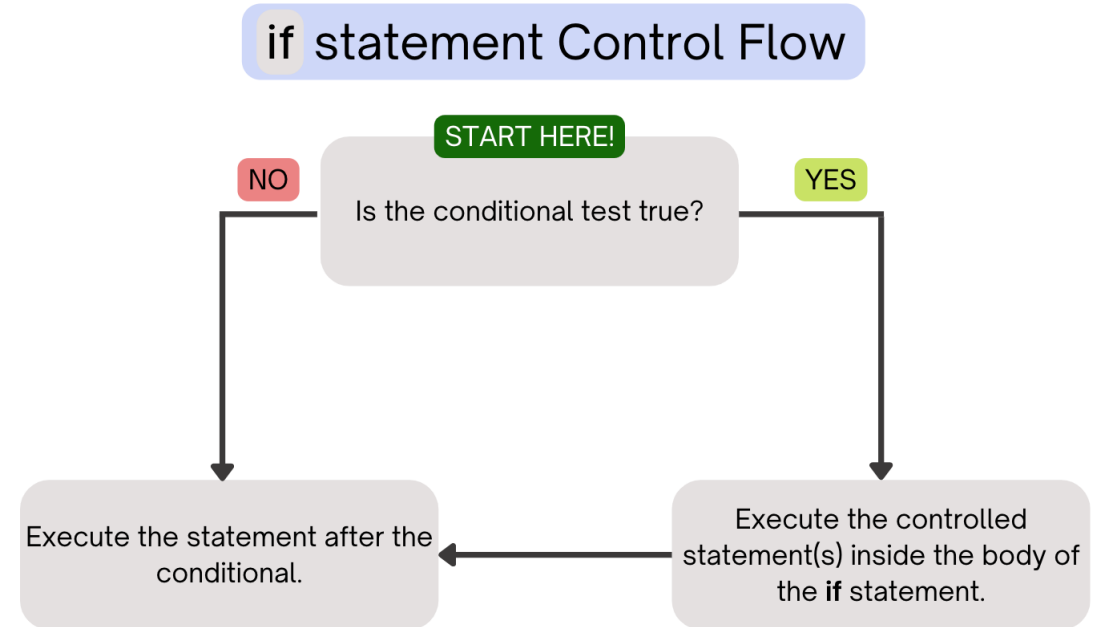 if statement Control Flow
START HERE!
NO
YES
Is the conditional test true?
Execute the statement after the
conditional.
Execute the controlled
statement(s) inside the body of
the if statement.